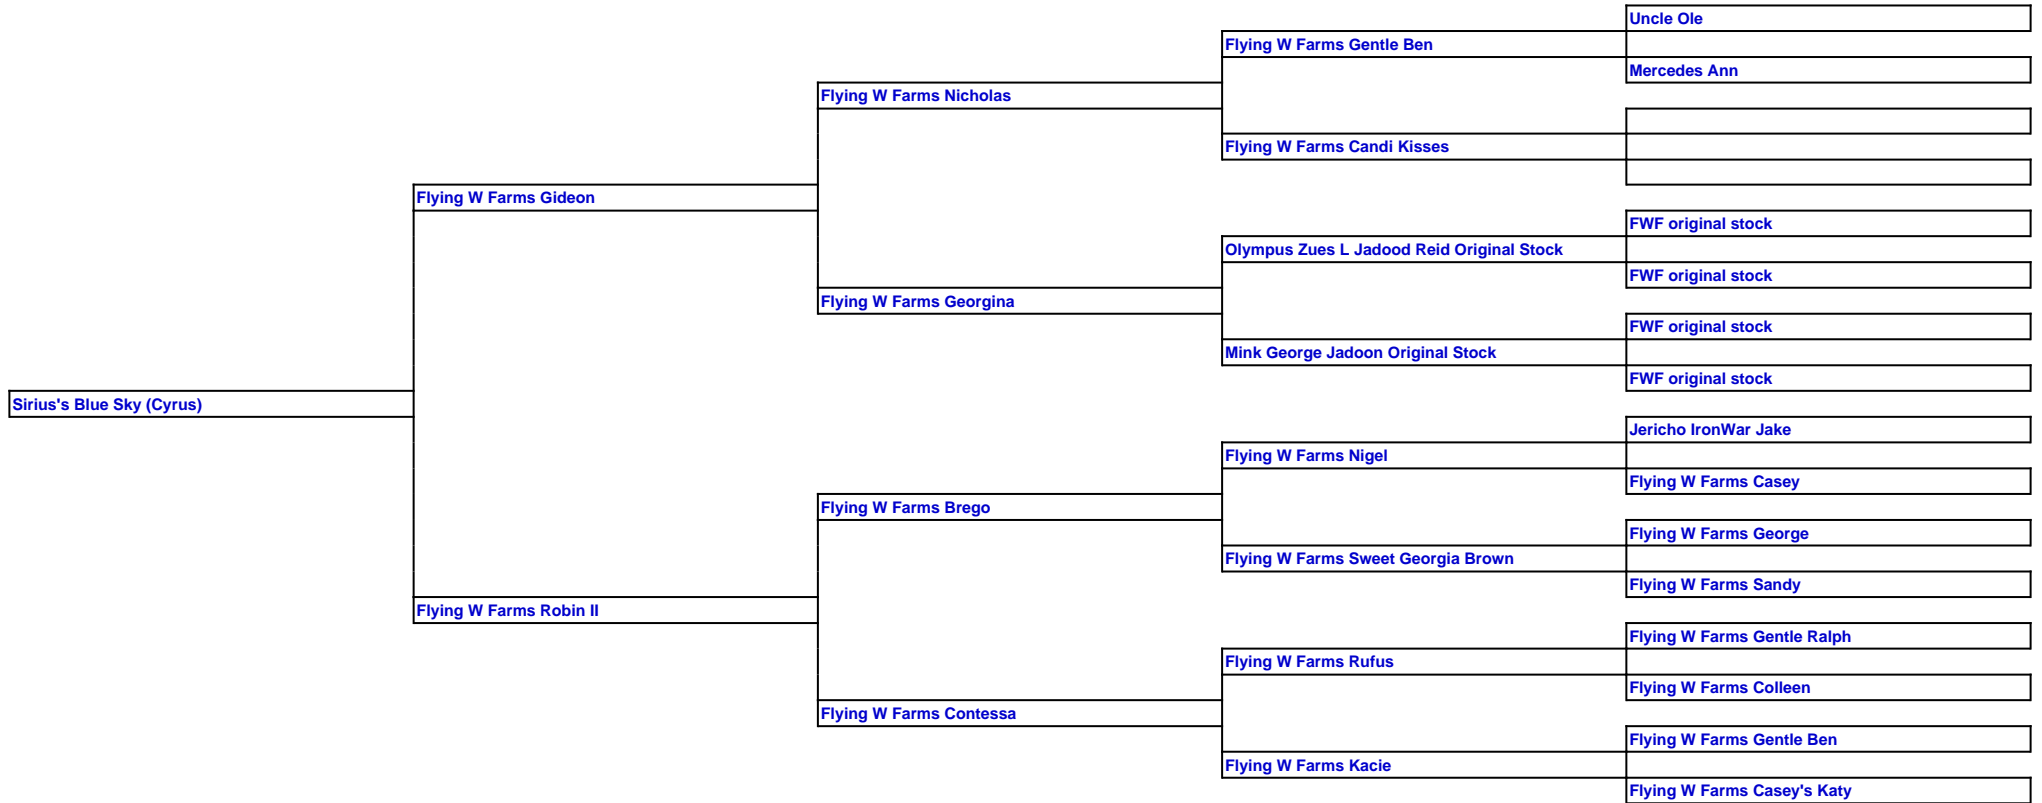 Uncle Ole
Flying W Farms Gentle Ben
Mercedes Ann
Flying W Farms Nicholas
Flying W Farms Candi Kisses
Flying W Farms Gideon
FWF original stock
Olympus Zues L Jadood Reid Original Stock
FWF original stock
Flying W Farms Georgina
FWF original stock
Mink George Jadoon Original Stock
FWF original stock
Sirius's Blue Sky (Cyrus)
Jericho IronWar Jake
Flying W Farms Nigel
Flying W Farms Casey
Flying W Farms Brego
Flying W Farms George
Flying W Farms Sweet Georgia Brown
Flying W Farms Sandy
Flying W Farms Robin II
Flying W Farms Gentle Ralph
Flying W Farms Rufus
Flying W Farms Colleen
Flying W Farms Contessa
Flying W Farms Gentle Ben
Flying W Farms Kacie
Flying W Farms Casey's Katy